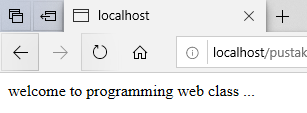 localhost
localhost/pustak
welcome to programming web class ...